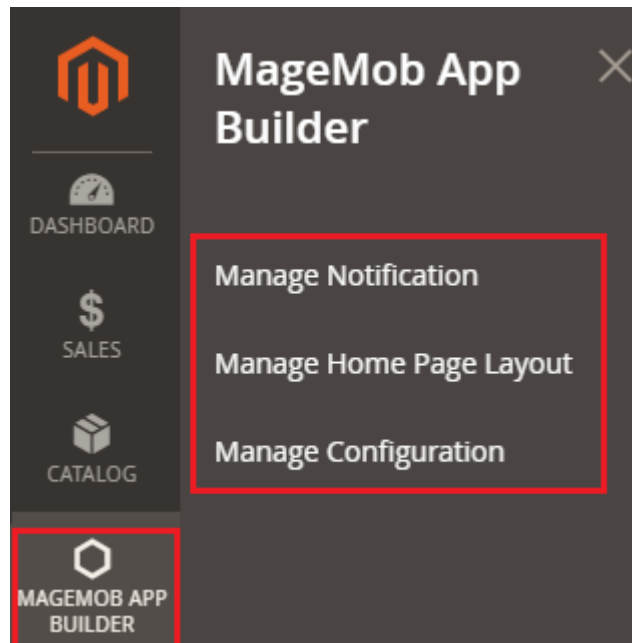 MageMob App
Builder
DASHBOARD
SALES
CATALOG
MAGEMOB APP
BUILDER
Manage Notification
Manage Home Page Layout
Manage Configuration